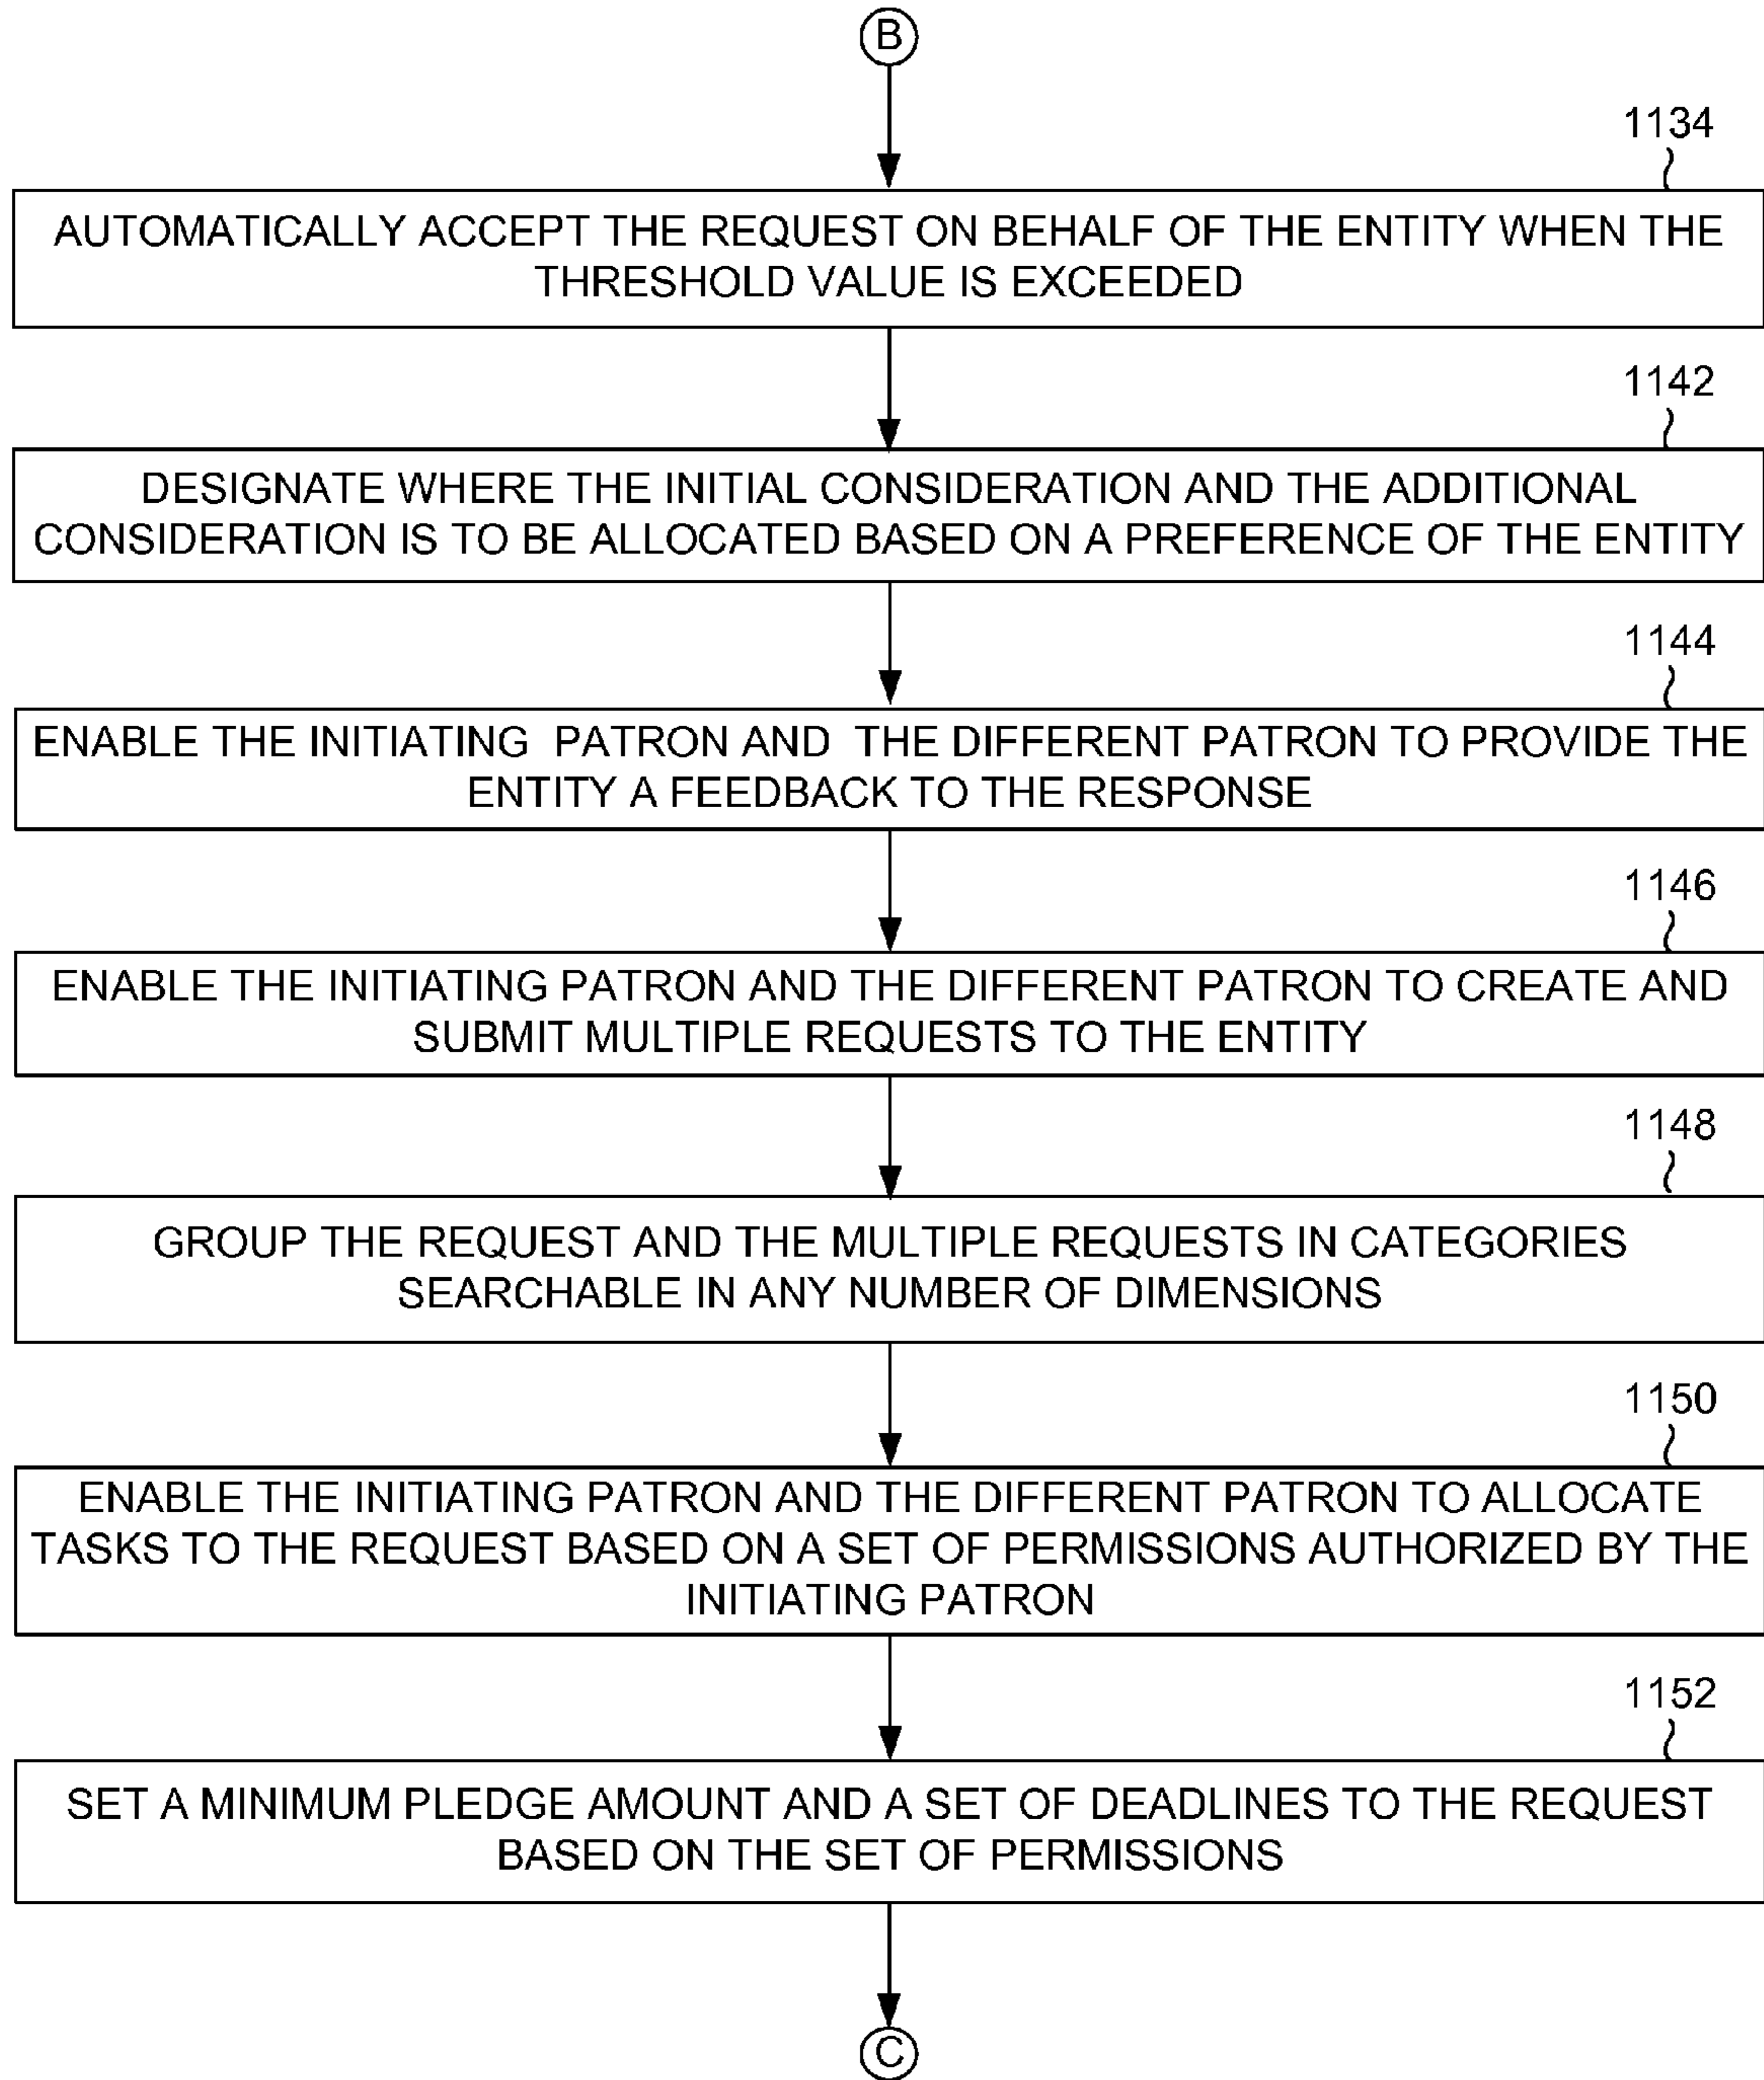 B
1134
AUTOMATICALLY ACCEPT THE REQUEST ON BEHALF OF THE ENTITY WHEN THE
THRESHOLD VALUE IS EXCEEDED
1142
DESIGNATE WHERE THE INITIAL CONSIDERATION AND THE ADDITIONAL
CONSIDERATION IS TO BE ALLOCATED BASED ON A PREFERENCE OF THE ENTITY
1144
ENABLE THE INITIATING PATRON AND THE DIFFERENT PATRON TO PROVIDE THE
ENTITY A FEEDBACK TO THE RESPONSE
1146
ENABLE THE INITIATING PATRON AND THE DIFFERENT PATRON TO CREATE AND
SUBMIT MULTIPLE REQUESTS TO THE ENTITY
1148
GROUP THE REQUEST AND THE MULTIPLE REQUESTS IN CATEGORIES
SEARCHABLE IN ANY NUMBER OF DIMENSIONS
1150
ENABLE THE INITIATING PATRON AND THE DIFFERENT PATRON TO ALLOCATE
TASKS TO THE REQUEST BASED ON A SET OF PERMISSIONS AUTHORIZED BY THE
INITIATING PATRON
1152
SET A MINIMUM PLEDGE AMOUNT AND A SET OF DEADLINES TO THE REQUEST
BASED ON THE SET OF PERMISSIONS
C